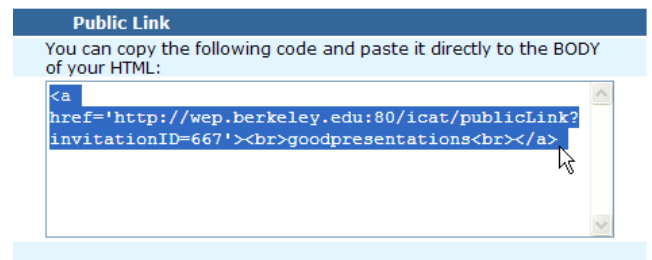 Public Link
You can copy the following code and paste it directly to the BODY
of your HTML:
<a
href='http://wep.berkeley.edu:80/icat/publicLink?
invitationID=667'><br>goodpresentations<br></a>